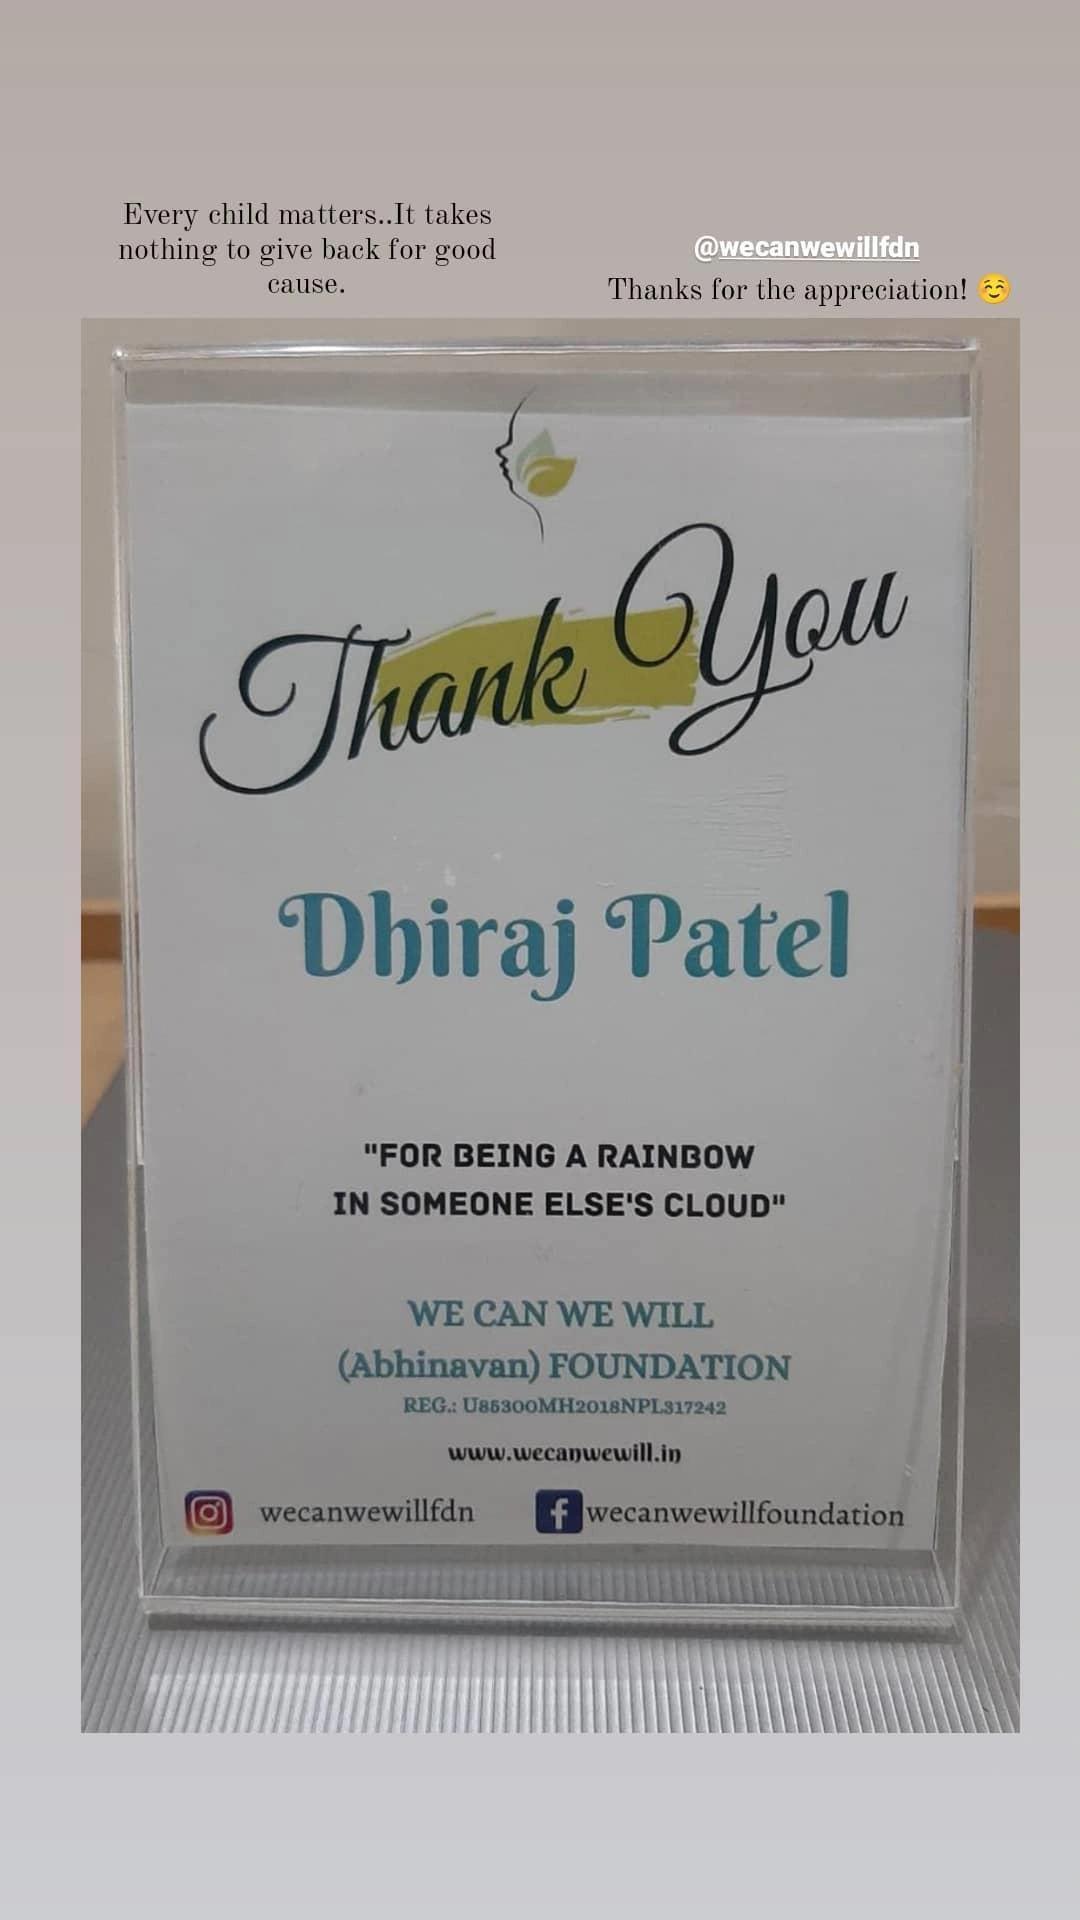 Every child matters..It takes
nothing to give back for good
cause.
@wecanwewillfdn
Thanks for the appreciation! ☺️
Thank You
Dhiraj Patel
"FOR BEING A RAINBOW
IN SOMEONE ELSE'S CLOUD"
WE CAN WE WILL
(Abhinavan) FOUNDATION
REG.: U85300MH2018NPL317242
www.wecanwewill.in
wecanwewillfdn
wecanwewillfoundation